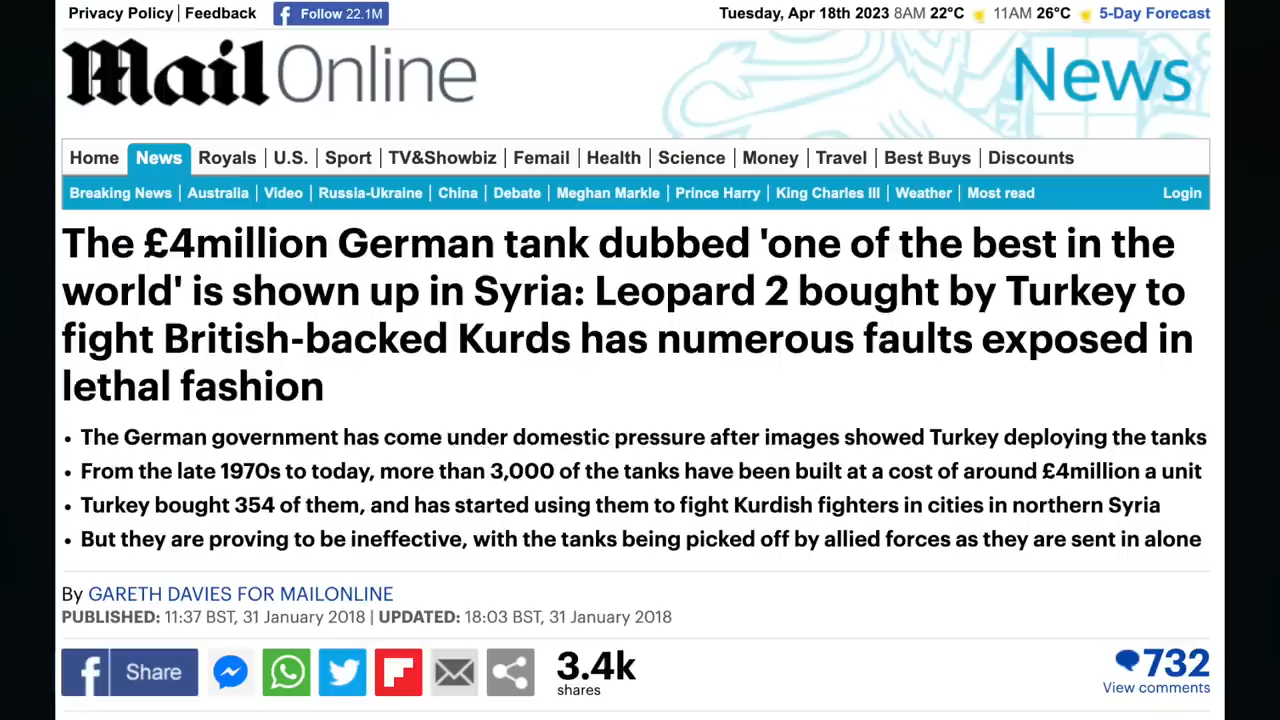 Privacy Policy | Feedback Follow 22.1M Tuesday, Apr 18th 2023 8AM 22°C 11AM 26°C 5-Day Forecast
Mail Online News
Home News Royals | U.S. | Sport | TV&Showbiz | Femail | Health | Science | Money | Travel | Best Buys | Discounts
Breaking News | Australia | Video | Russia-Ukraine | China | Debate | Meghan Markle | Prince Harry | King Charles III | Weather | Most read Login
The £4million German tank dubbed 'one of the best in the
world' is shown up in Syria: Leopard 2 bought by Turkey to
fight British-backed Kurds has numerous faults exposed in
lethal fashion
• The German government has come under domestic pressure after images showed Turkey deploying the tanks
• From the late 1970s to today, more than 3,000 of the tanks have been built at a cost of around £4million a unit
• Turkey bought 354 of them, and has started using them to fight Kurdish fighters in cities in northern Syria
• But they are proving to be ineffective, with the tanks being picked off by allied forces as they are sent in alone
By GARETH DAVIES FOR MAILONLINE
PUBLISHED: 11:37 BST, 31 January 2018 | UPDATED: 18:03 BST, 31 January 2018
Share 3.4k 732
shares View comments